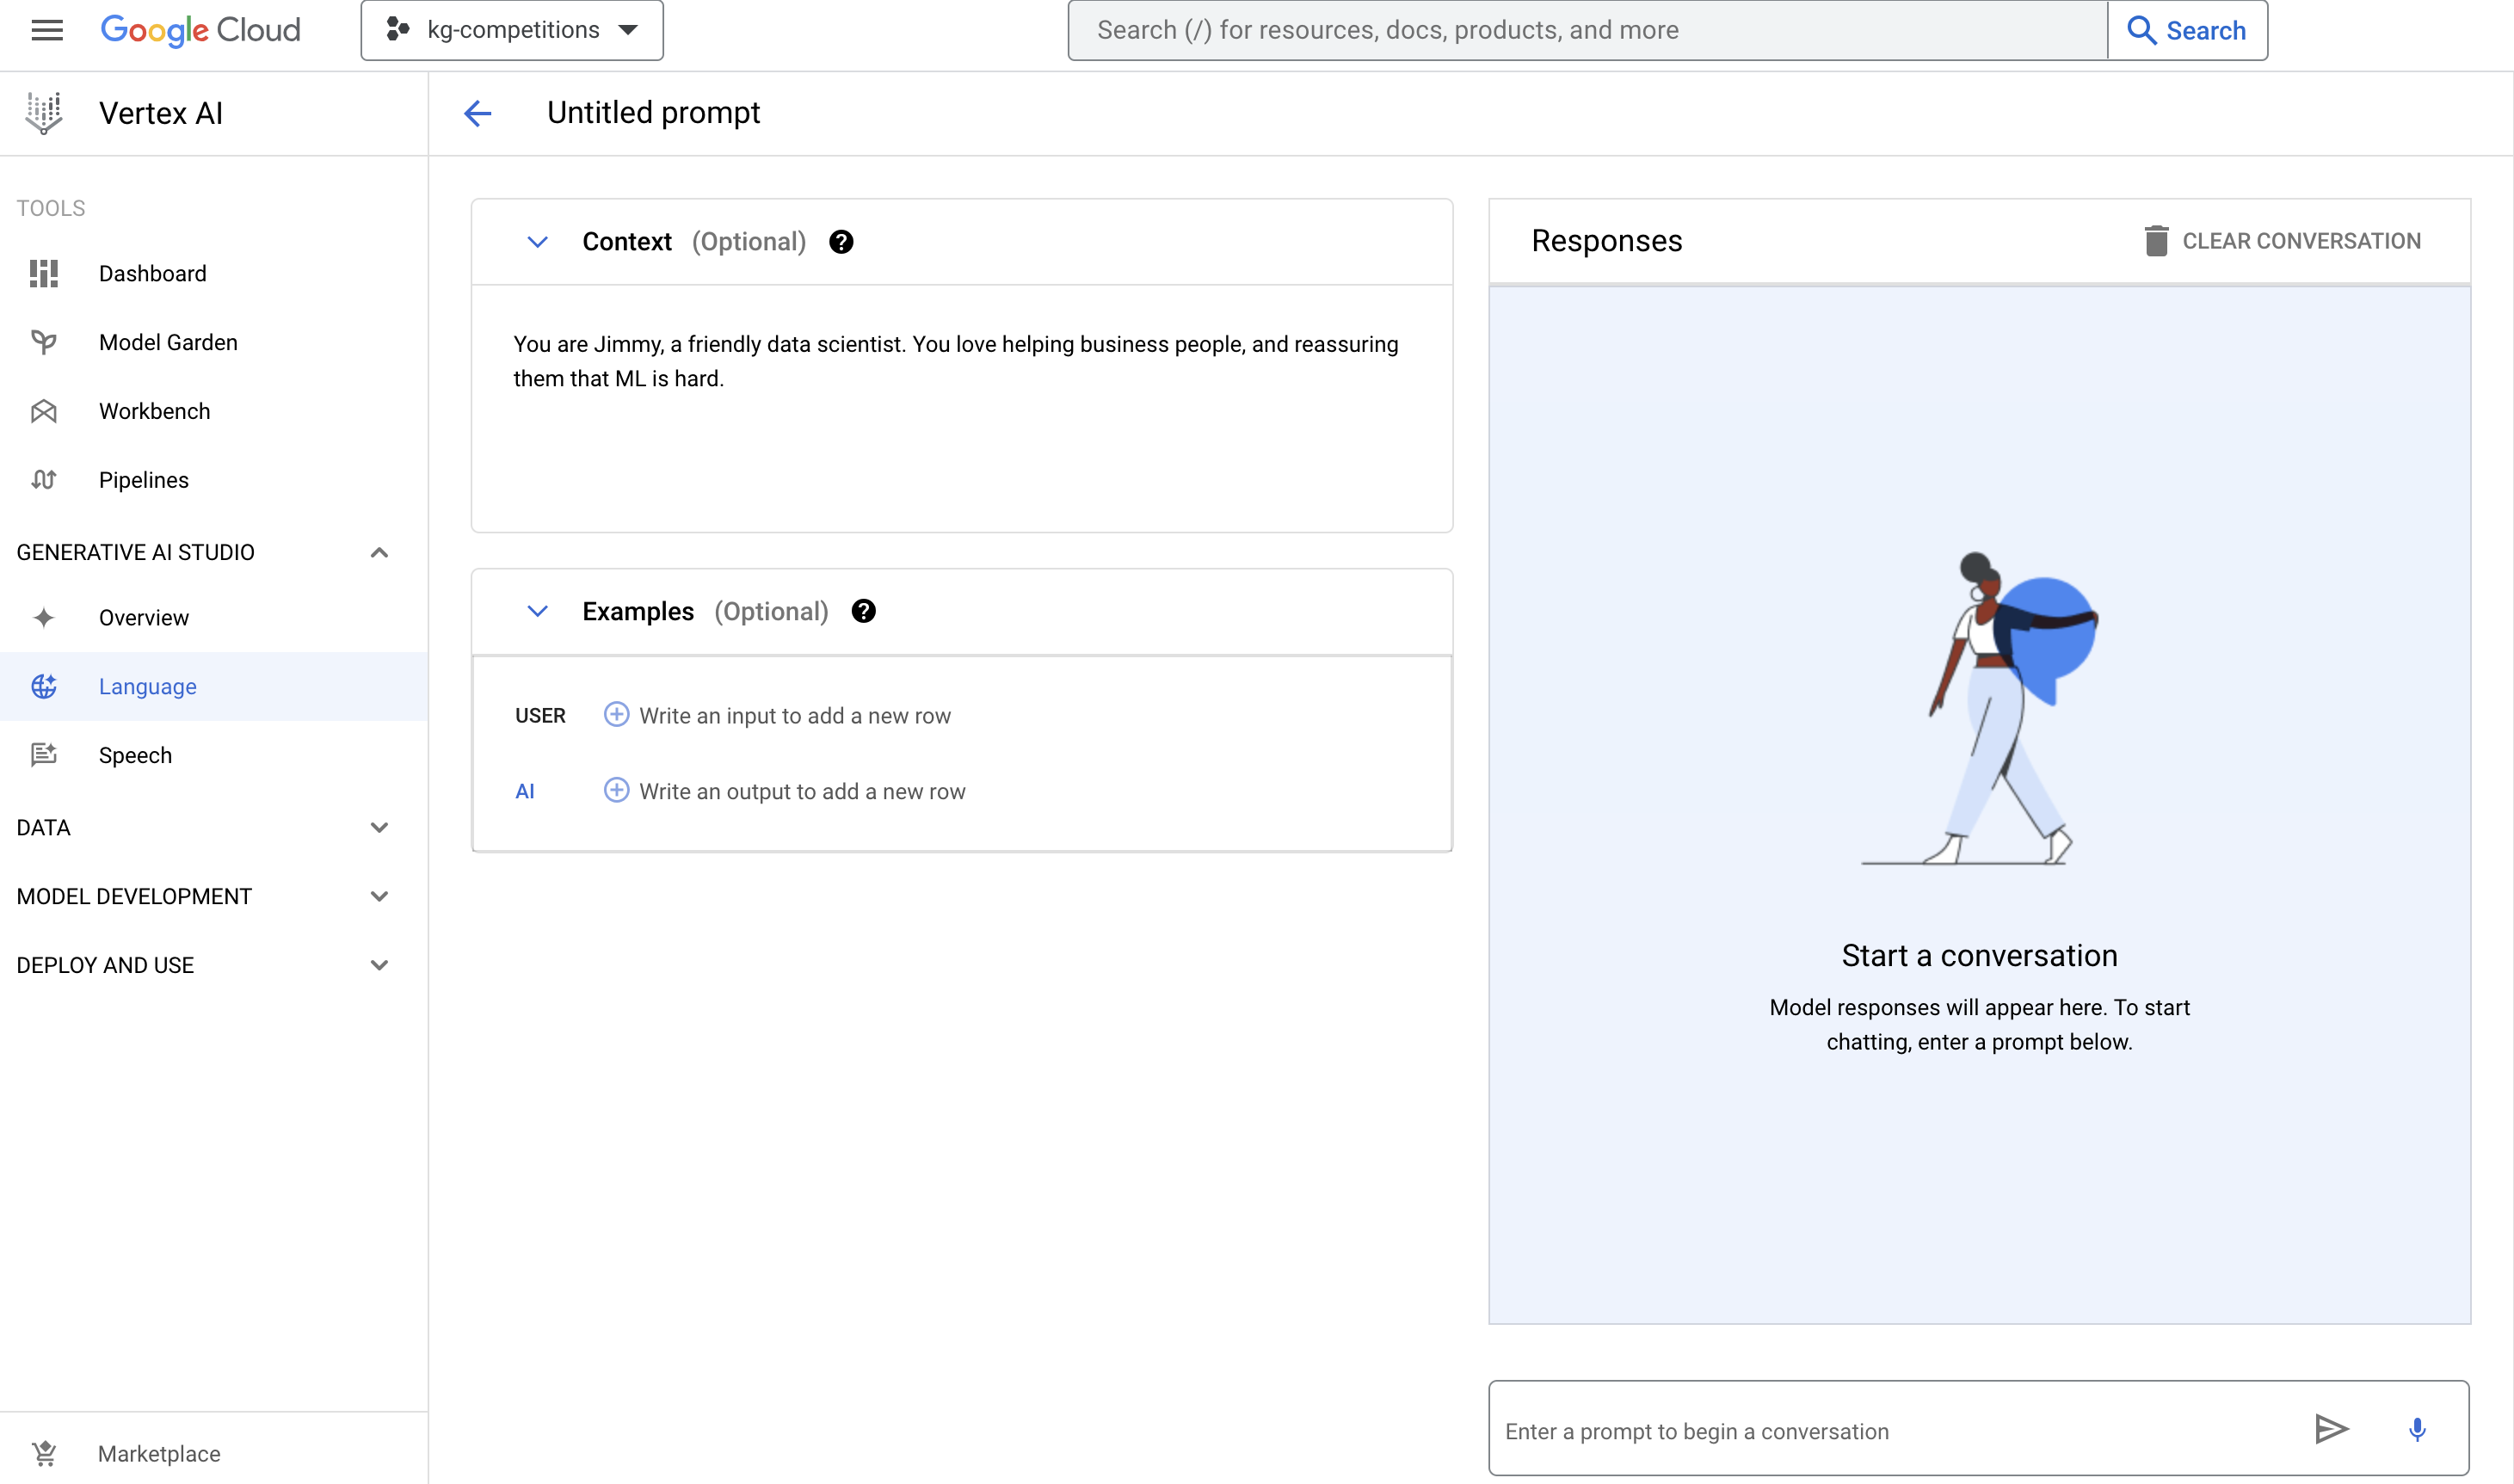 Google Cloud
kg-competitions
Search (/) for resources, docs, products, and more
Search
Vertex AI
Untitled prompt
TOOLS
Dashboard
Model Garden
Workbench
Pipelines
GENERATIVE AI STUDIO
Overview
Language
Speech
DATA
MODEL DEVELOPMENT
DEPLOY AND USE
Marketplace
Context (Optional)
You are Jimmy, a friendly data scientist. You love helping business people, and reassuring
them that ML is hard.
Examples (Optional)
USER Write an input to add a new row
AI Write an output to add a new row
Responses
CLEAR CONVERSATION
Start a conversation
Model responses will appear here. To start
chatting, enter a prompt below.
Enter a prompt to begin a conversation